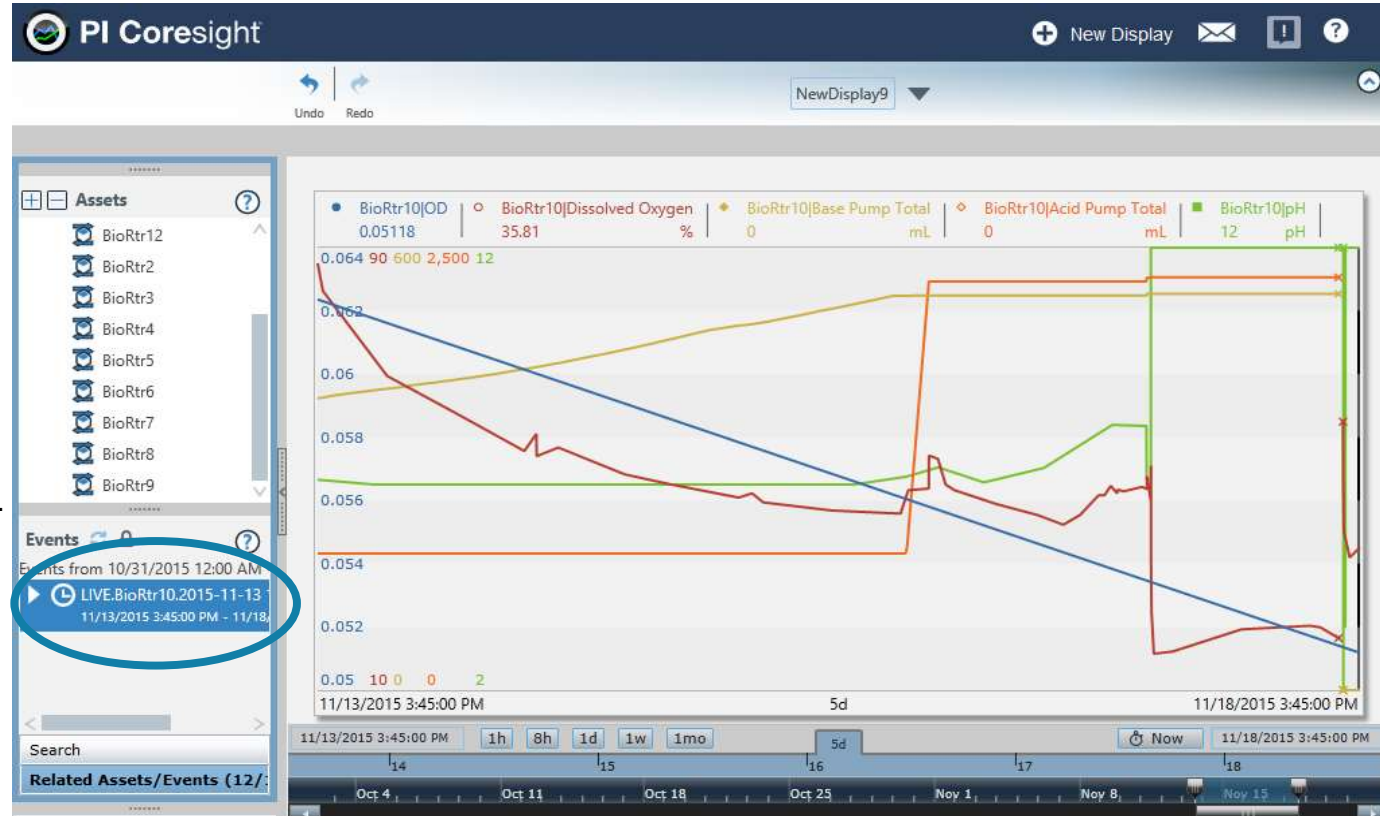 PI Coresight
New Display
Undo Redo
NewDisplay9
Assets
BioRtr12
BioRtr2
BioRtr3
BioRtr4
BioRtr5
BioRtr6
BioRtr7
BioRtr8
BioRtr9
Events
Events from 10/31/2015 12:00 AM
LIVE.BioRtr10.2015-11-13
11/13/2015 3:45:00 PM - 11/18/
Search
Related Assets/Events (12/
BioRtr10|OD BioRtr10|Dissolved Oxygen BioRtr10|Base Pump Total BioRtr10|Acid Pump Total BioRtr10|pH
0.05118 35.81 % 0 mL 0 mL 12 pH
0.064 90 600 2,500 12
0.062
0.06
0.058
0.056
0.054
0.052
0.05 10 0 0 2
11/13/2015 3:45:00 PM 5d 11/18/2015 3:45:00 PM
11/13/2015 3:45:00 PM 1h 8h 1d 1w 1mo 5d Now 11/18/2015 3:45:00 PM
14 15 16 17 18
Oct 4 Oct 11 Oct 18 Oct 25 Nov 1 Nov 8 Nov 15